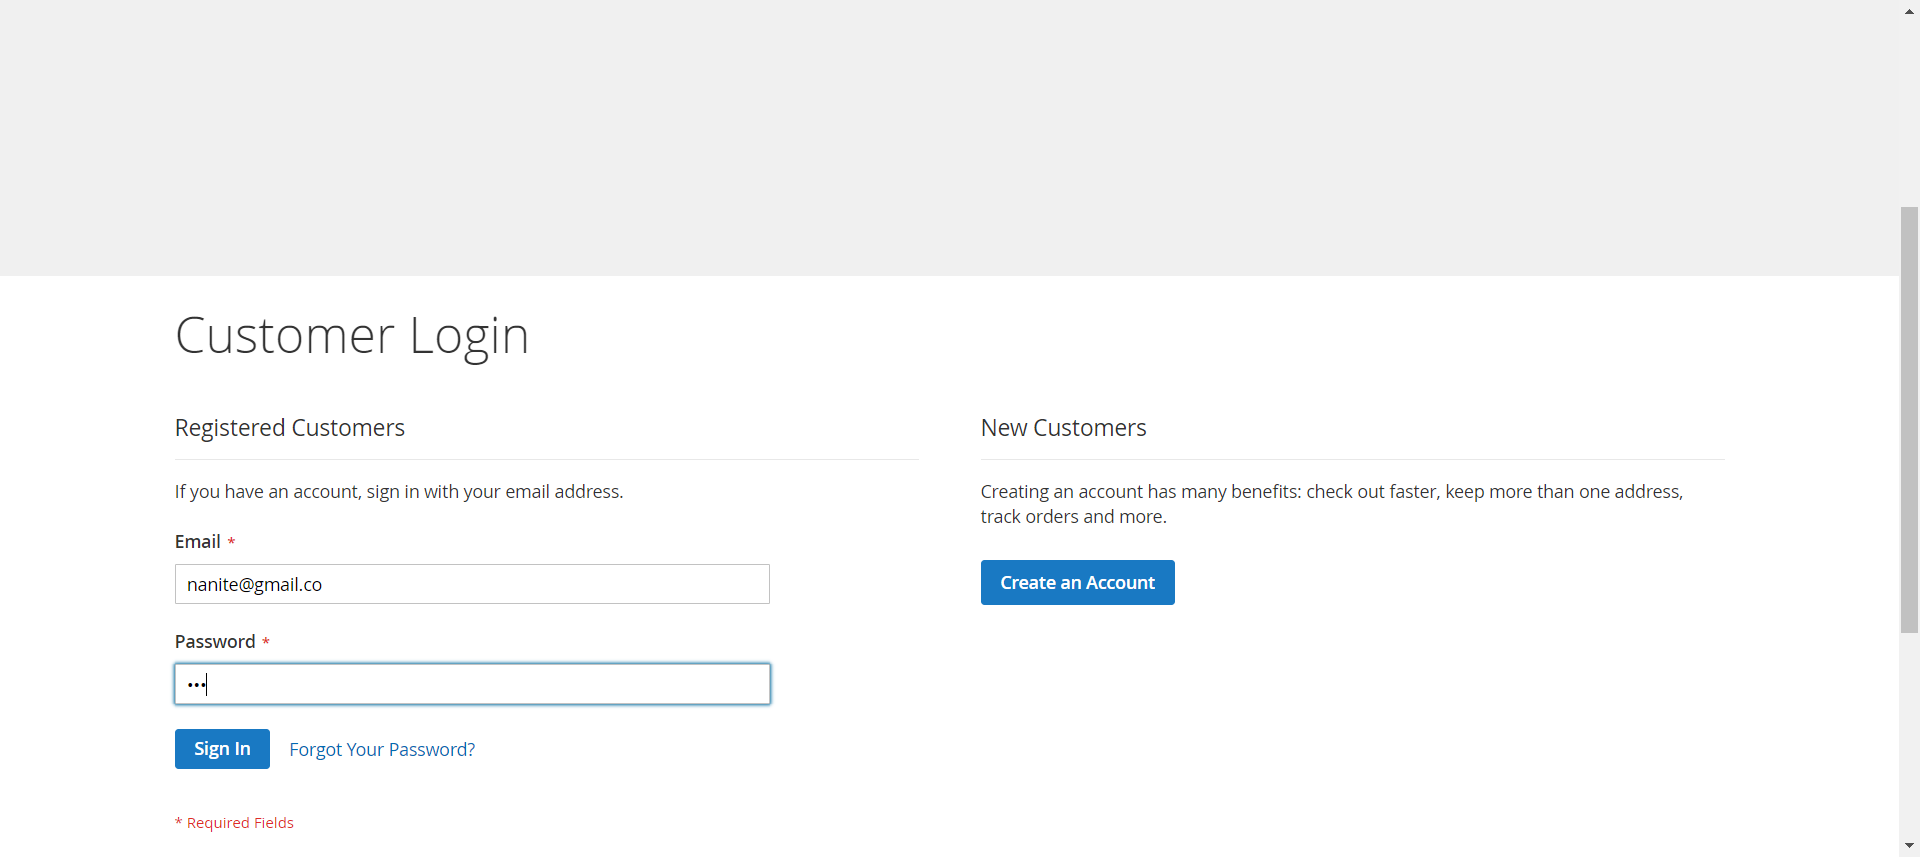 Customer Login
Registered Customers
If you have an account, sign in with your email address.
Email *
nanite@gmail.co
Password *
•••
Sign In
Forgot Your Password?
* Required Fields
New Customers
Creating an account has many benefits: check out faster, keep more than one address,
track orders and more.
Create an Account